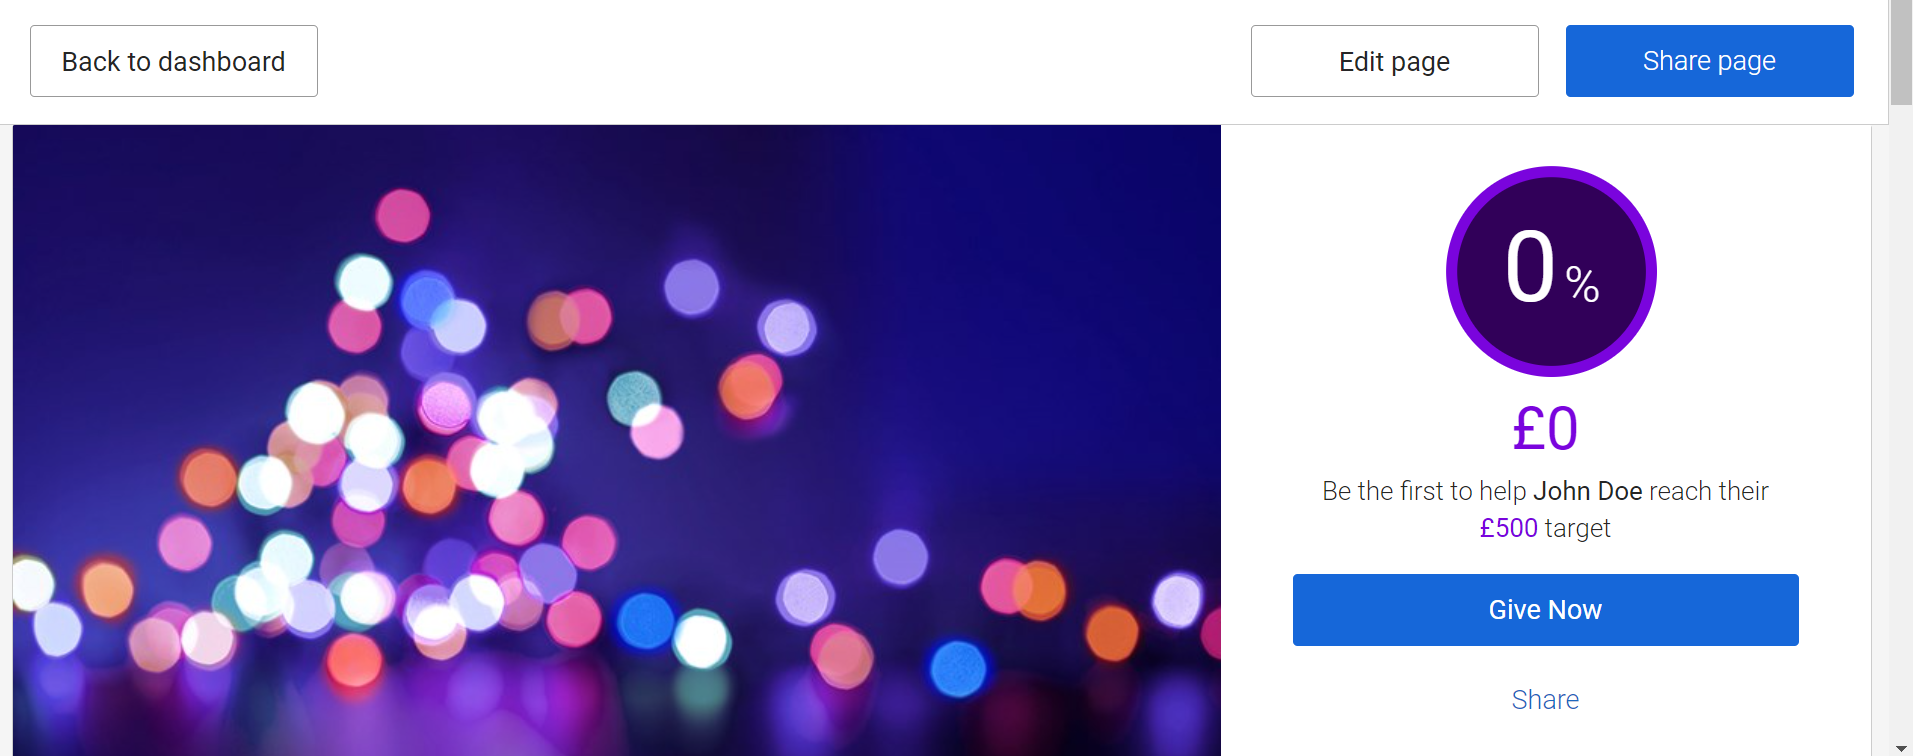 Back to dashboard
Edit page
Share page
0 %
£0
Be the first to help John Doe reach their
£500 target
Give Now
Share